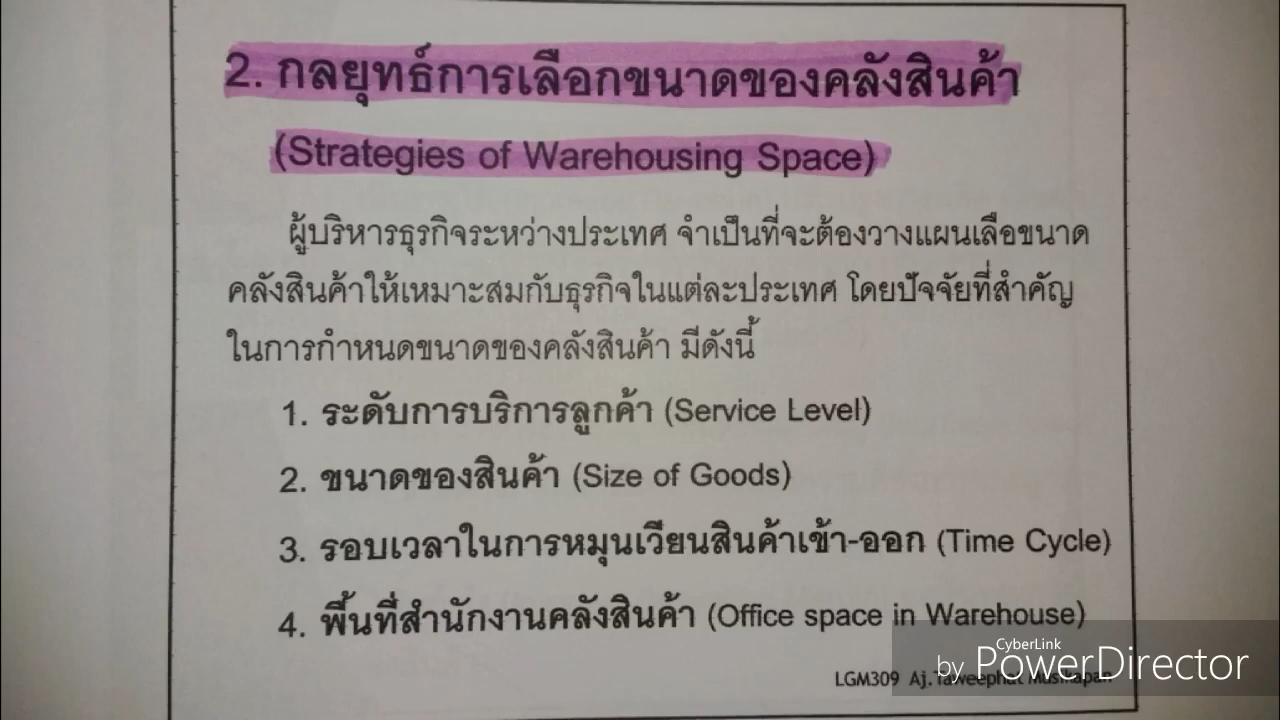 2. กลยุทธ์การเลือกขนาดของคลังสินค้า
(Strategies of Warehousing Space)
ผู้บริหารธุรกิจระหว่างประเทศ จำเป็นที่จะต้องวางแผนเลือขนาด
คลังสินค้าให้เหมาะสมกับธุรกิจในแต่ละประเทศ โดยปัจจัยที่สำคัญ
ในการกำหนดขนาดของคลังสินค้า มีดังนี้
1. ระดับการบริการลูกค้า (Service Level)
2. ขนาดของสินค้า (Size of Goods)
3. รอบเวลาในการหมุนเวียนสินค้าเข้า-ออก (Time Cycle)
4. พื้นที่สำนักงานคลังสินค้า (Office space in Warehouse)
LGM309 Aj.Taweephat Musikapan
CyberLink
by PowerDirector